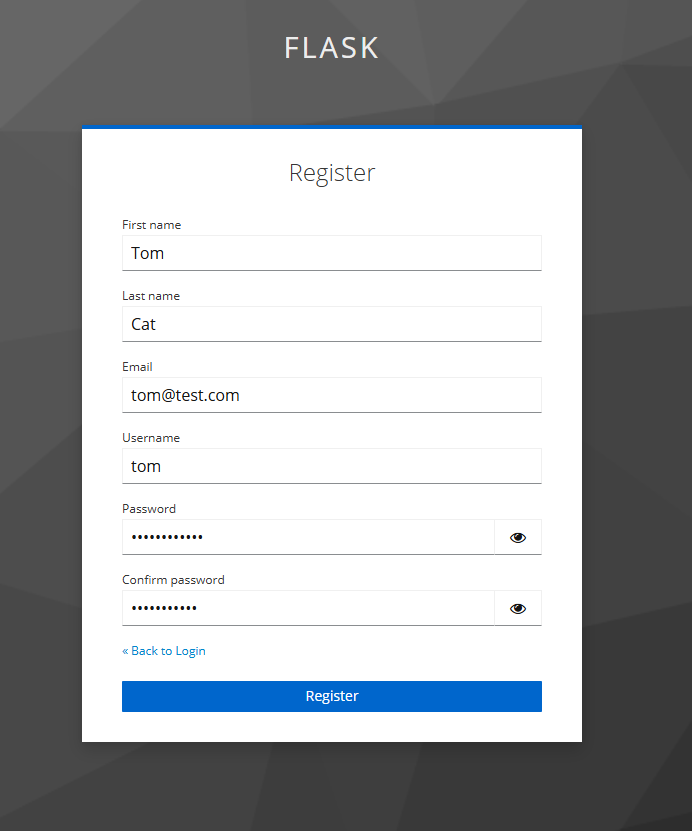 FLASK
Register
First name
Tom
Last name
Cat
Email
tom@test.com
Username
tom
Password
••••••••••••
Confirm password
•••••••••••
« Back to Login
Register